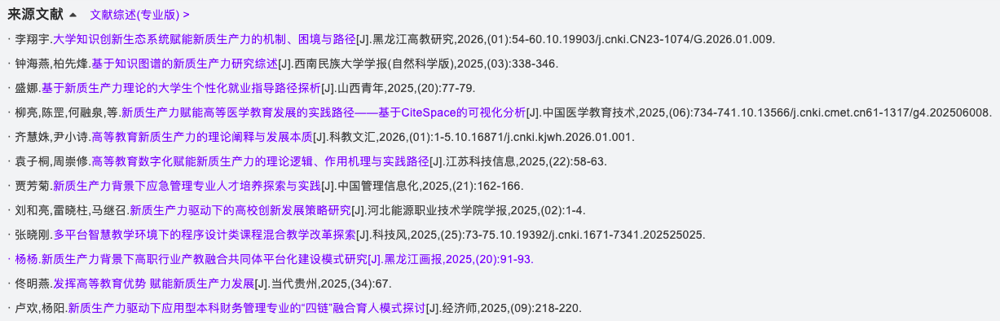 来源文献 文献综述(专业版) >
· 李翔宇.大学知识创新生态系统赋能新质生产力的机制、困境与路径[J].黑龙江高教研究,2026,(01):54-60.10.19903/j.cnki.CN23-1074/G.2026.01.009.
· 钟海燕,柏先烽.基于知识图谱的新质生产力研究综述[J].西南民族大学学报(自然科学版),2025,(03):338-346.
· 盛娜.基于新质生产力理论的大学生个性化就业指导路径探析[J].山西青年,2025,(20):77-79.
· 柳亮,陈罡,何融泉,等.新质生产力赋能高等医学教育发展的实践路径——基于CiteSpace的可视化分析[J].中国医学教育技术,2025,(06):734-741.10.13566/j.cnki.cmet.cn61-1317/g4.202506008.
· 齐慧姝,尹小诗.高等教育新质生产力的理论阐释与发展本质[J].科教文汇,2026,(01):1-5.10.16871/j.cnki.kjwh.2026.01.001.
· 袁子桐,周崇修.高等教育数字化赋能新质生产力的理论逻辑、作用机理与实践路径[J].江苏科技信息,2025,(22):58-63.
· 贾芳菊.新质生产力背景下应急管理专业人才培养探索与实践[J].中国管理信息化,2025,(21):162-166.
· 刘和亮,雷晓柱,马继召.新质生产力驱动下的高校创新发展策略研究[J].河北能源职业技术学院学报,2025,(02):1-4.
· 张晓刚.多平台智慧教学环境下的程序设计类课程混合教学改革探索[J].科技风,2025,(25):73-75.10.19392/j.cnki.1671-7341.202525025.
· 杨杨.新质生产力背景下高职行业产教融合共同体平台化建设模式研究[J].黑龙江画报,2025,(20):91-93.
· 佟明燕.发挥高等教育优势 赋能新质生产力发展[J].当代贵州,2025,(34):67.
· 卢欢,杨阳.新质生产力驱动下应用型本科财务管理专业的“四链”融合育人模式探讨[J].经济师,2025,(09):218-220.